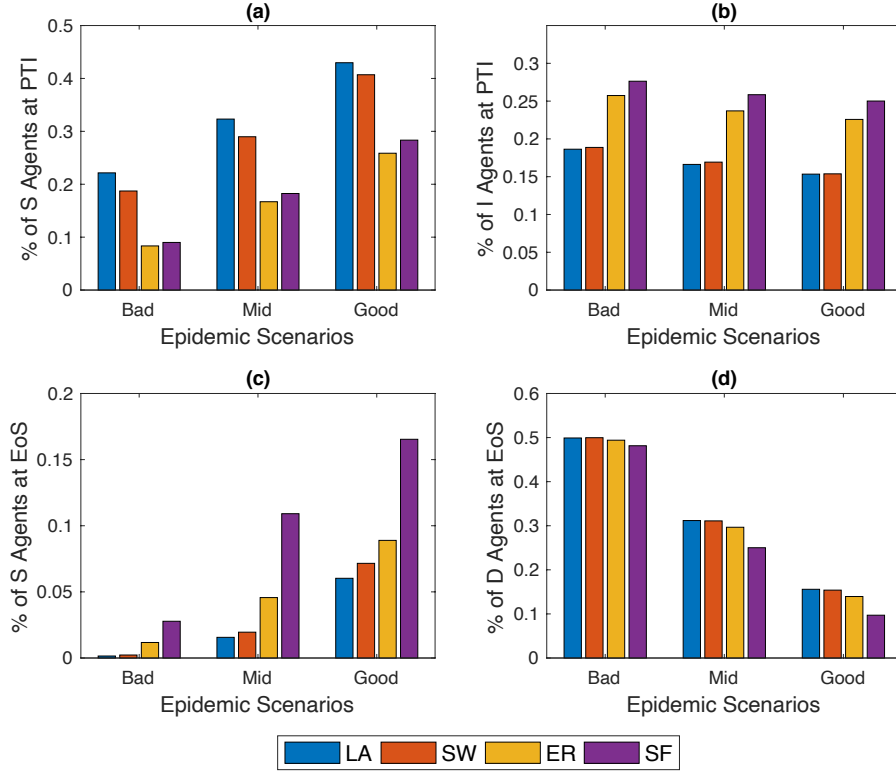 (a)
% of S Agents at PTI
0.5
0.4
0.3
0.2
0.1
0
Bad Mid Good
Epidemic Scenarios
(b)
% of I Agents at PTI
0.3
0.25
0.2
0.15
0.1
0.05
0
Bad Mid Good
Epidemic Scenarios
(c)
% of S Agents at EoS
0.2
0.15
0.1
0.05
0
Bad Mid Good
Epidemic Scenarios
(d)
% of D Agents at EoS
0.6
0.5
0.4
0.3
0.2
0.1
0
Bad Mid Good
Epidemic Scenarios
LA SW ER SF